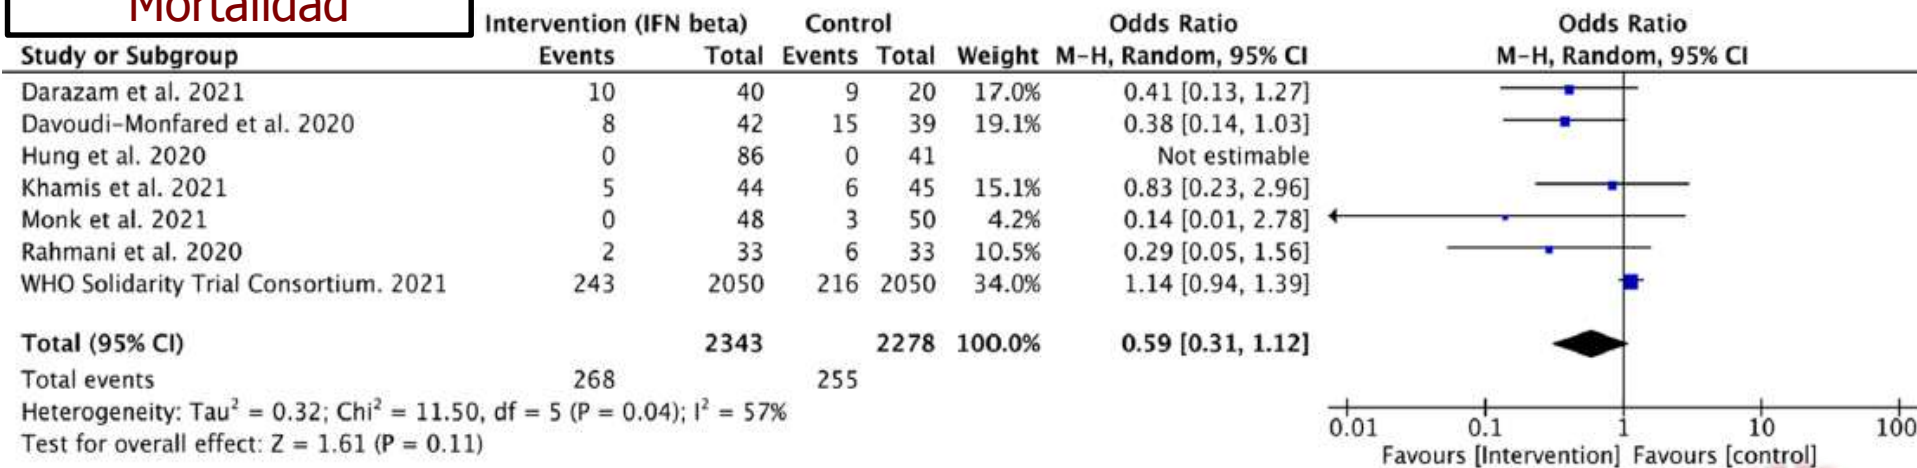 Mortalidad
Intervention (IFN beta) Control Odds Ratio Odds Ratio
Study or Subgroup Events Total Events Total Weight M-H, Random, 95% CI M-H, Random, 95% CI
Darazam et al. 2021 10 40 9 20 17.0% 0.41 [0.13, 1.27]
Davoudi-Monfared et al. 2020 8 42 15 39 19.1% 0.38 [0.14, 1.03]
Hung et al. 2020 0 86 0 41 Not estimable
Khamis et al. 2021 5 44 6 45 15.1% 0.83 [0.23, 2.96]
Monk et al. 2021 0 48 3 50 4.2% 0.14 [0.01, 2.78]
Rahmani et al. 2020 2 33 6 33 10.5% 0.29 [0.05, 1.56]
WHO Solidarity Trial Consortium. 2021 243 2050 216 2050 34.0% 1.14 [0.94, 1.39]
Total (95% CI) 2343 2278 100.0% 0.59 [0.31, 1.12]
Total events 268 255
Heterogeneity: Tau² = 0.32; Chi² = 11.50, df = 5 (P = 0.04); I² = 57%
Test for overall effect: Z = 1.61 (P = 0.11)
0.01 0.1 1 10 100
Favours [Intervention] Favours [control]